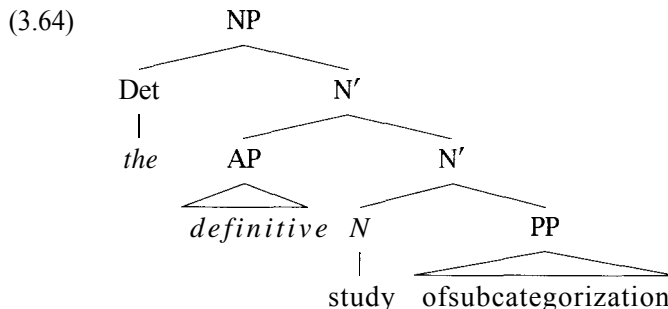 (3.64) NP
Det N′
the AP N′
definitive N PP
study ofsubcategorization